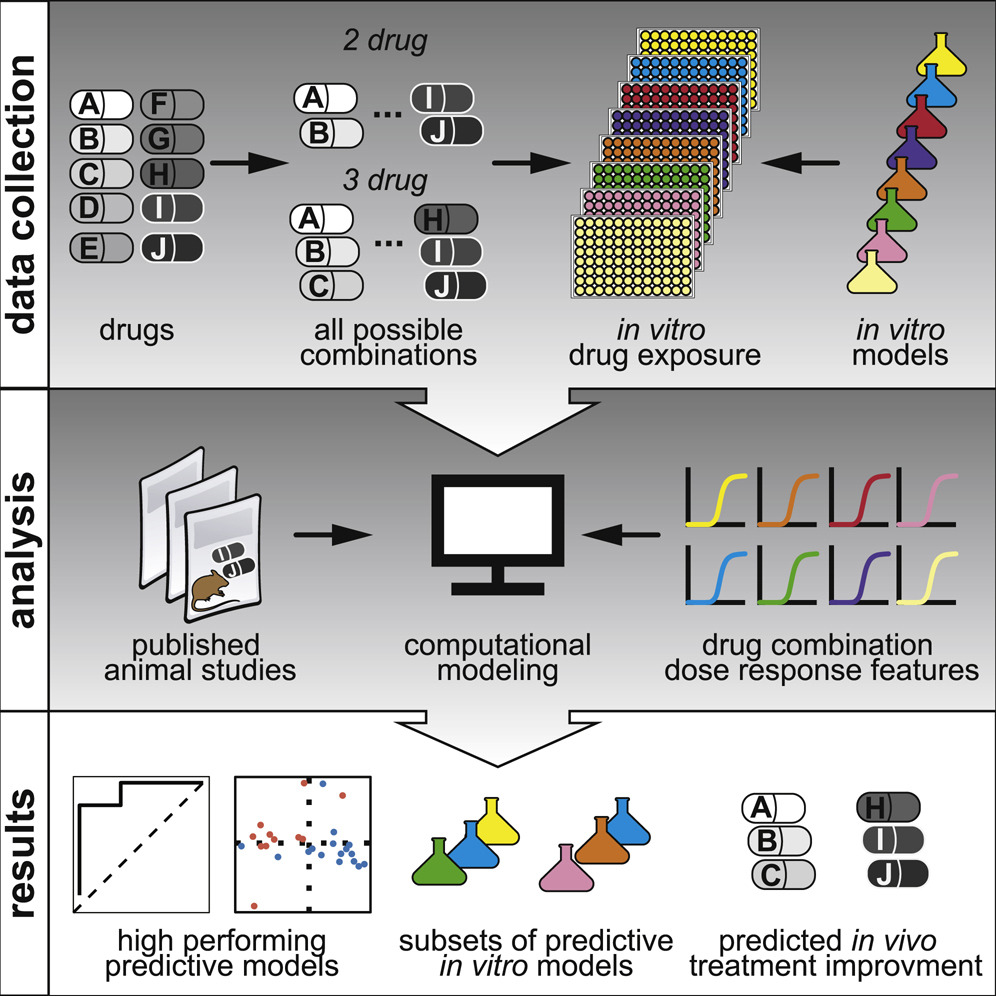 data collection
2 drug
A
F
B
G
C
H
D
I
E
J
A
I
...
B
J
3 drug
A
H
B
...
I
C
J
drugs
all possible
combinations
in vitro
drug exposure
in vitro
models
analysis
I
J
published
animal studies
computational
modeling
drug combination
dose response features
results
A
H
B
I
C
J
high performing
predictive models
subsets of predictive
in vitro models
predicted in vivo
treatment improvment